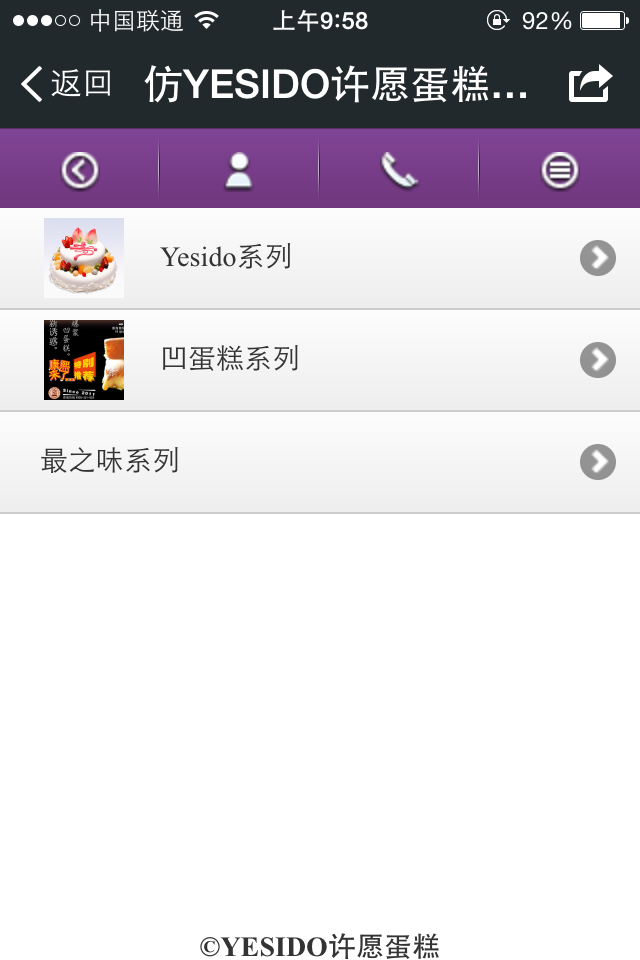 中国联通 上午9:58 92%
返回 仿YESIDO许愿蛋糕...
Yesido系列
凹蛋糕系列
最之味系列
©YESIDO许愿蛋糕